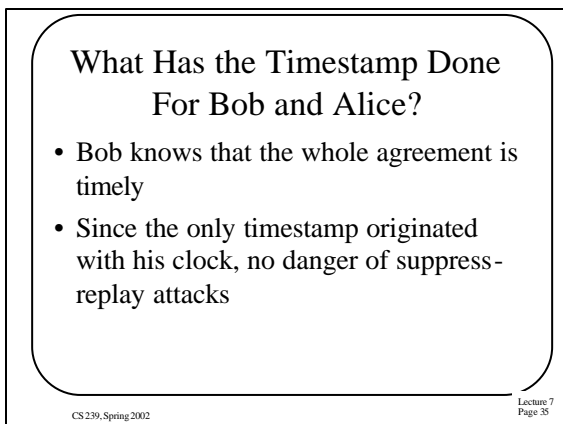 What Has the Timestamp Done
For Bob and Alice?
• Bob knows that the whole agreement is
timely
• Since the only timestamp originated
with his clock, no danger of suppress-
replay attacks
CS 239, Spring 2002
Lecture 7
Page 35